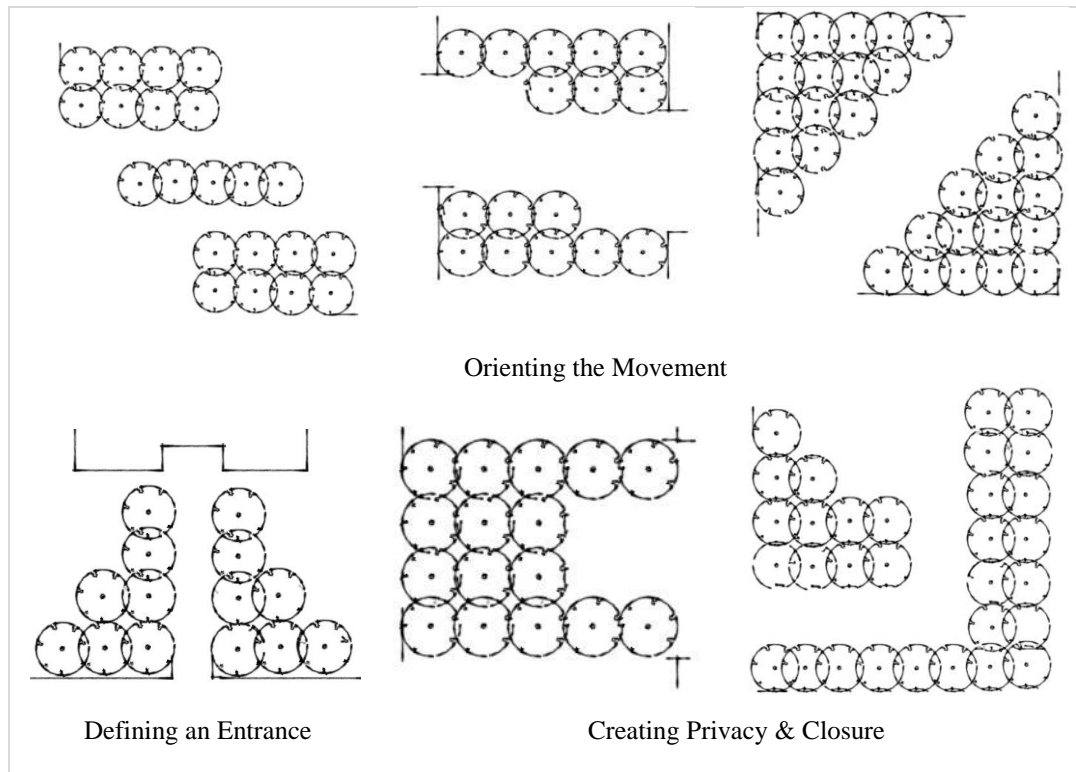 Orienting the Movement
Defining an Entrance
Creating Privacy & Closure